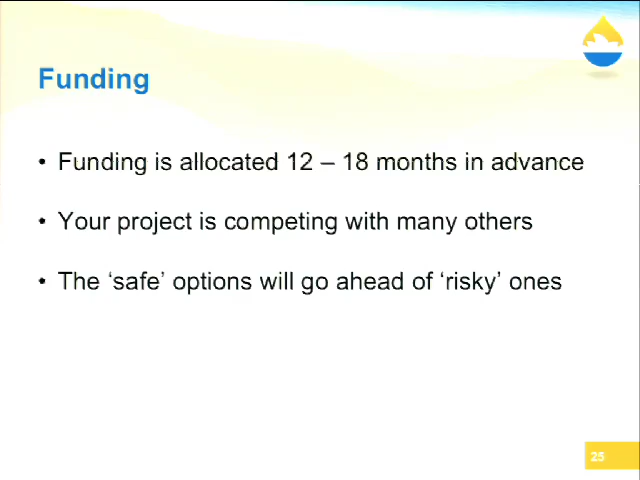 Funding
• Funding is allocated 12 – 18 months in advance
• Your project is competing with many others
• The ‘safe’ options will go ahead of ‘risky’ ones
25